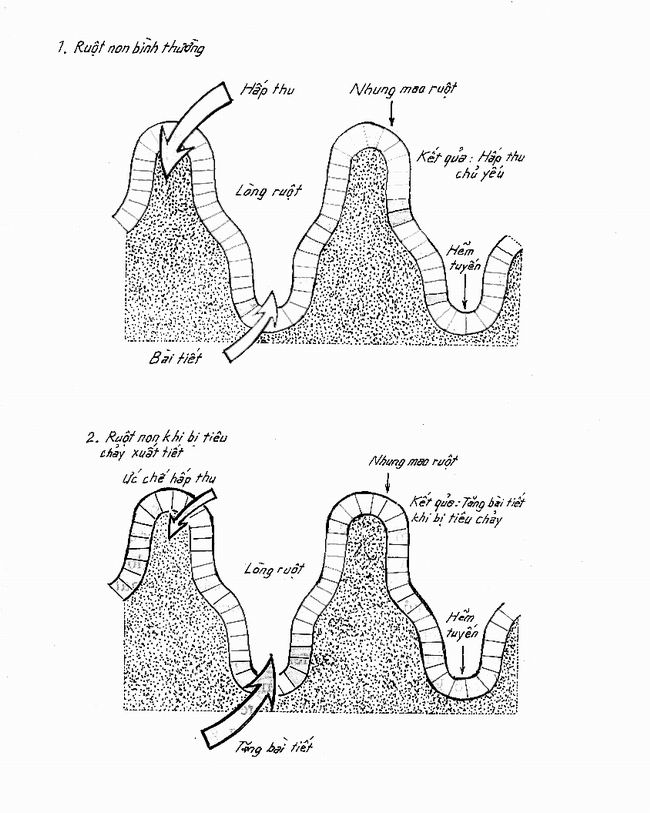 1. Ruột non bình thường
Hấp thu
Nhung mao ruột
Kết quả: Hấp thu
chủ yếu
Lòng ruột
Hẽm
tuyến
Bài tiết
2. Ruột non khi bị tiêu
chảy xuất tiết
Ức chế hấp thu
Nhung mao ruột
Kết quả: Tăng bài tiết
khi bị tiêu chảy
Lòng ruột
Hẽm
tuyến
Tăng bài tiết